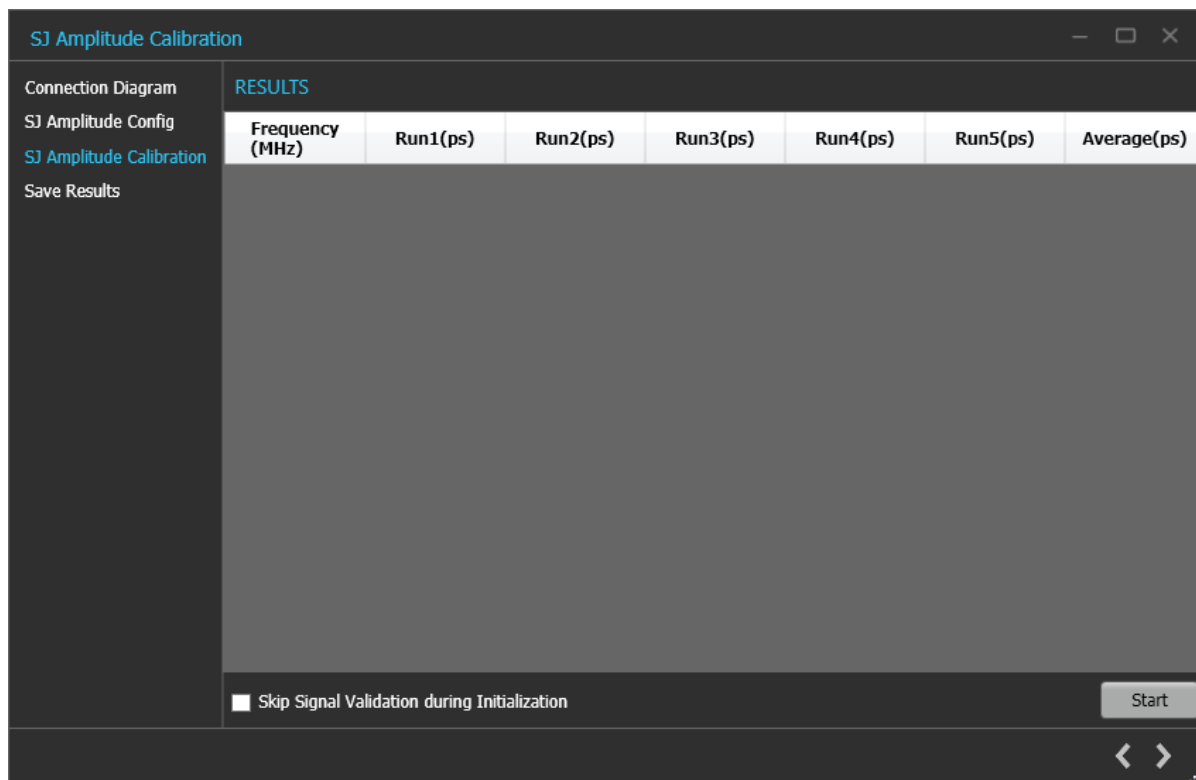 SJ Amplitude Calibration
Connection Diagram
SJ Amplitude Config
SJ Amplitude Calibration
Save Results
RESULTS
Frequency (MHz) Run1(ps) Run2(ps) Run3(ps) Run4(ps) Run5(ps) Average(ps)
Skip Signal Validation during Initialization
Start